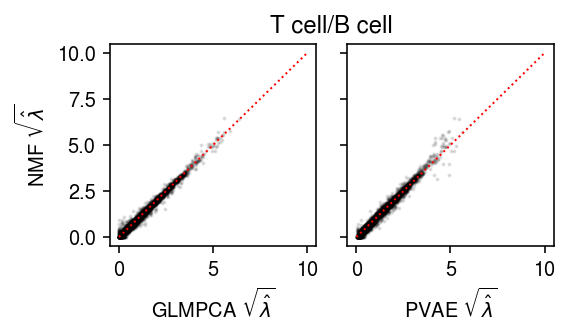 T cell/B cell
NMF √λ̂
10.0
7.5
5.0
2.5
0.0
0 5 10
0 5 10
GLMPCA √λ̂
PVAE √λ̂